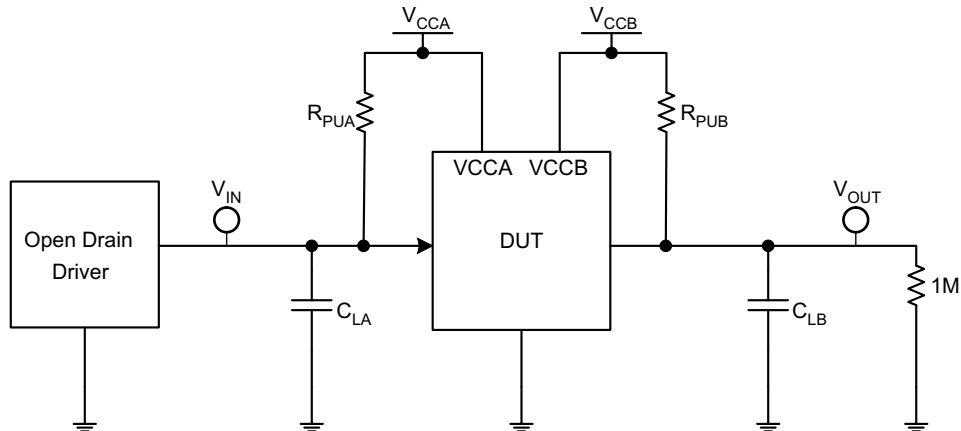 VCCA
VCCB
RPUA
RPUB
VCCA VCCB
VIN
VOUT
Open Drain
Driver
DUT
1M
CLA
CLB